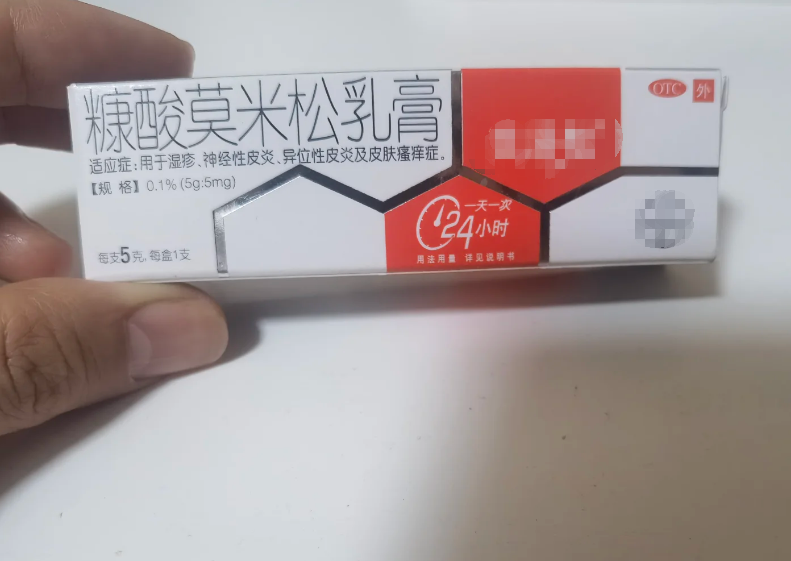 糠酸莫米松乳膏
OTC 外
适应症:用于湿疹、神经性皮炎、异位性皮炎及皮肤瘙痒症。
【规 格】0.1% (5g:5mg)
一天一次
24小时
每支5克,每盒1支
用法用量 详见说明书